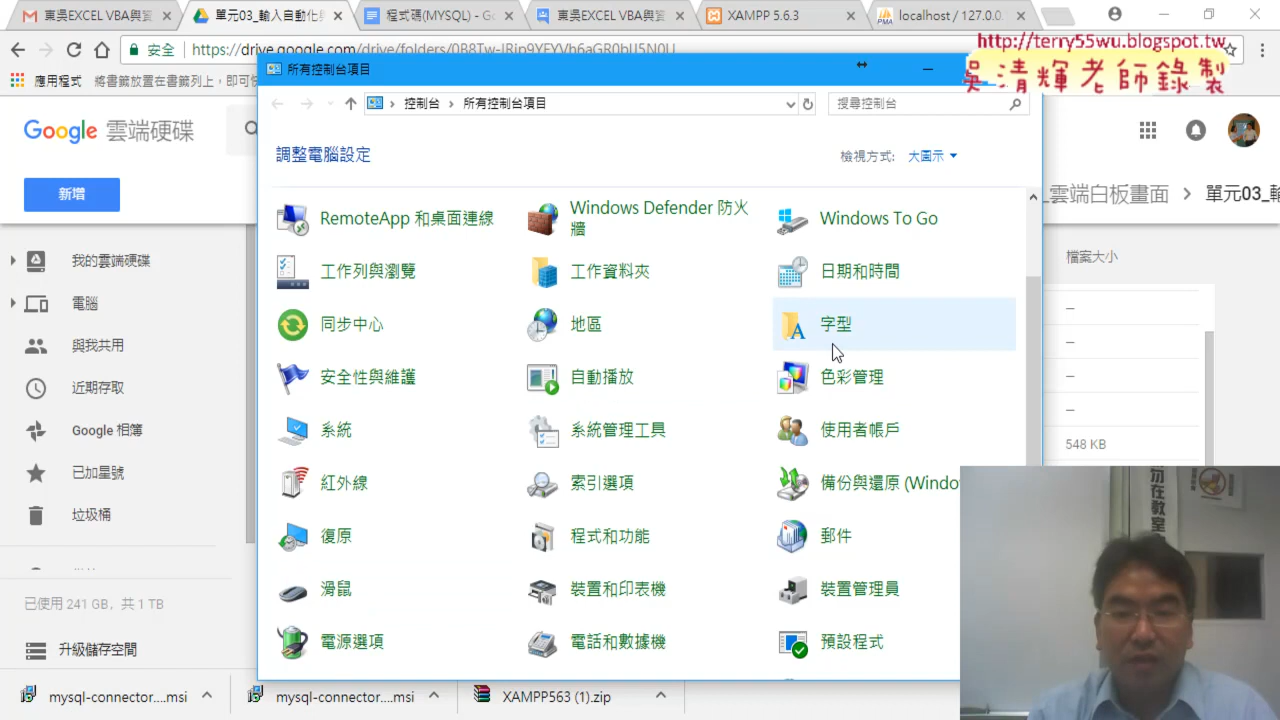 M 東吳EXCEL VBA與資
單元03_輸入自動化與
程式碼(MYSQL) - Go
東吳EXCEL VBA與資
XAMPP 5.6.3
localhost / 127.0.0.
安全 https://drive.google.com/drive/folders/
http://terry55wu.blogspot.tw
吳清輝老師錄製
應用程式 將書籤放置在書籤列上，即可快
所有控制台項目
控制台 › 所有控制台項目
搜尋控制台
Google 雲端硬碟
調整電腦設定
檢視方式: 大圖示
新增
雲端白板畫面 › 單元03_輸
檔案大小
RemoteApp 和桌面連線
Windows Defender 防火牆
Windows To Go
我的雲端硬碟
工作列與瀏覽
工作資料夾
日期和時間
電腦
同步中心
地區
字型
與我共用
安全性與維護
自動播放
色彩管理
近期存取
系統
系統管理工具
使用者帳戶
Google 相簿
548 KB
已加星號
紅外線
索引選項
備份與還原 (Windo
垃圾桶
復原
程式和功能
郵件
滑鼠
裝置和印表機
裝置管理員
已使用 241 GB，共 1 TB
電源選項
電話和數據機
預設程式
升級儲存空間
mysql-connector....msi
mysql-connector....msi
XAMPP563 (1).zip
勿在教室